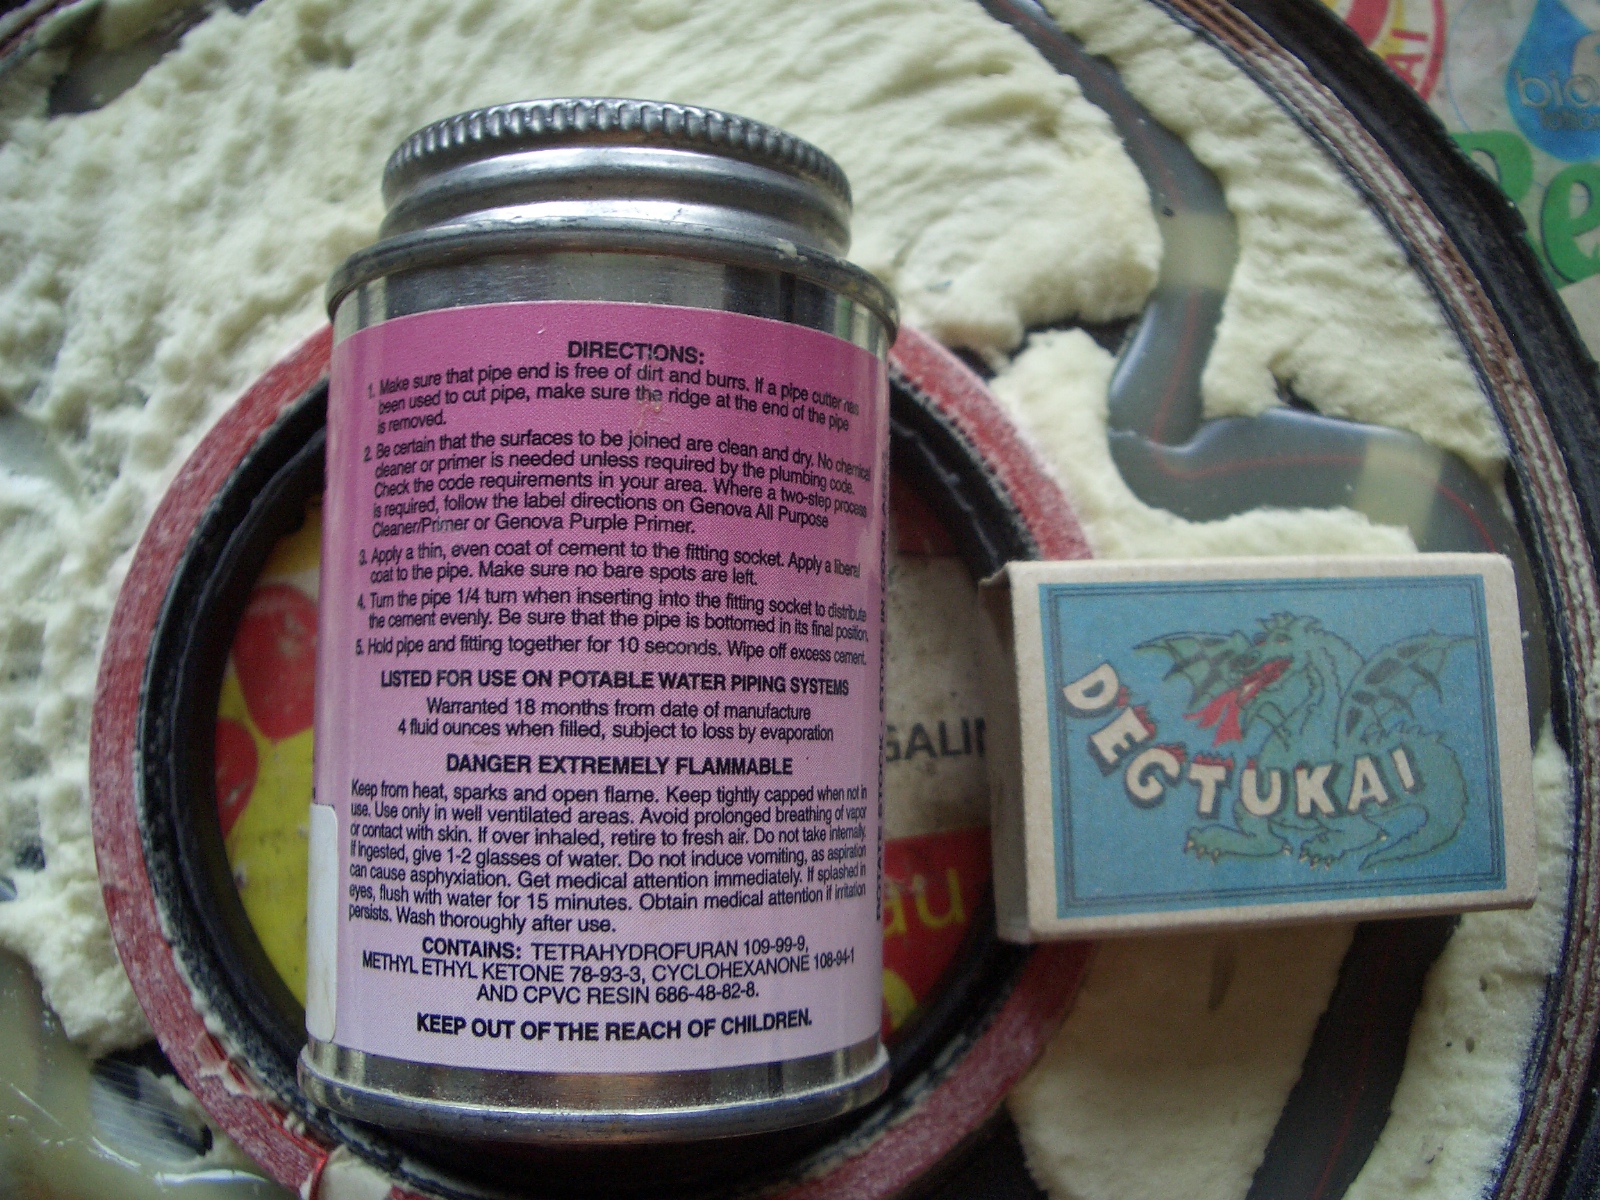 DIRECTIONS:
1. Make sure that pipe end is free of dirt and burrs. If a pipe cutter has
been used to cut pipe, make sure the ridge at the end of the pipe
is removed.
2. Be certain that the surfaces to be joined are clean and dry. No chemical
cleaner or primer is needed unless required by the plumbing code.
Check the code requirements in your area. Where a two-step process
is required, follow the label directions on Genova All Purpose
Cleaner/Primer or Genova Purple Primer.
3. Apply a thin, even coat of cement to the fitting socket. Apply a liberal
coat to the pipe. Make sure no bare spots are left.
4. Turn the pipe 1/4 turn when inserting into the fitting socket to distribute
the cement evenly. Be sure that the pipe is bottomed in its final position.
5. Hold pipe and fitting together for 10 seconds. Wipe off excess cement.
LISTED FOR USE ON POTABLE WATER PIPING SYSTEMS
Warranted 18 months from date of manufacture
4 fluid ounces when filled, subject to loss by evaporation
DANGER EXTREMELY FLAMMABLE
Keep from heat, sparks and open flame. Keep tightly capped when not in
use. Use only in well ventilated areas. Avoid prolonged breathing of vapor
or contact with skin. If over inhaled, retire to fresh air. Do not take internally.
If ingested, give 1-2 glasses of water. Do not induce vomiting, as aspiration
can cause asphyxiation. Get medical attention immediately. If splashed in
eyes, flush with water for 15 minutes. Obtain medical attention if irritation
persists. Wash thoroughly after use.
CONTAINS: TETRAHYDROFURAN 109-99-9,
METHYL ETHYL KETONE 78-93-3, CYCLOHEXANONE 108-94-1
AND CPVC RESIN 686-48-82-8.
KEEP OUT OF THE REACH OF CHILDREN.
ROTATE STOCK
DEGTUKAI
GALI
au
bio